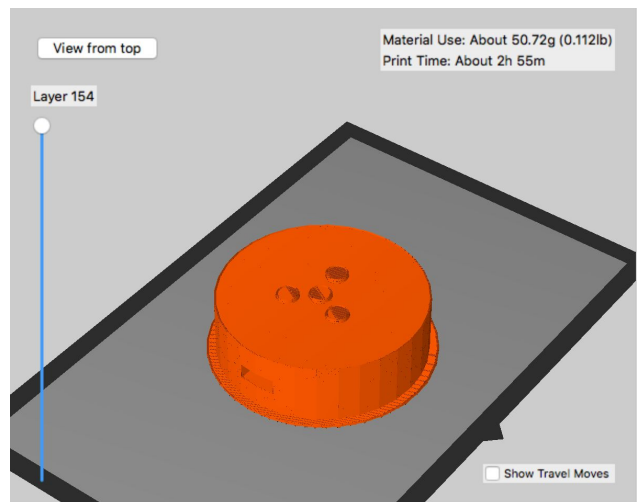 View from top
Material Use: About 50.72g (0.112lb)
Print Time: About 2h 55m
Layer 154
Show Travel Moves